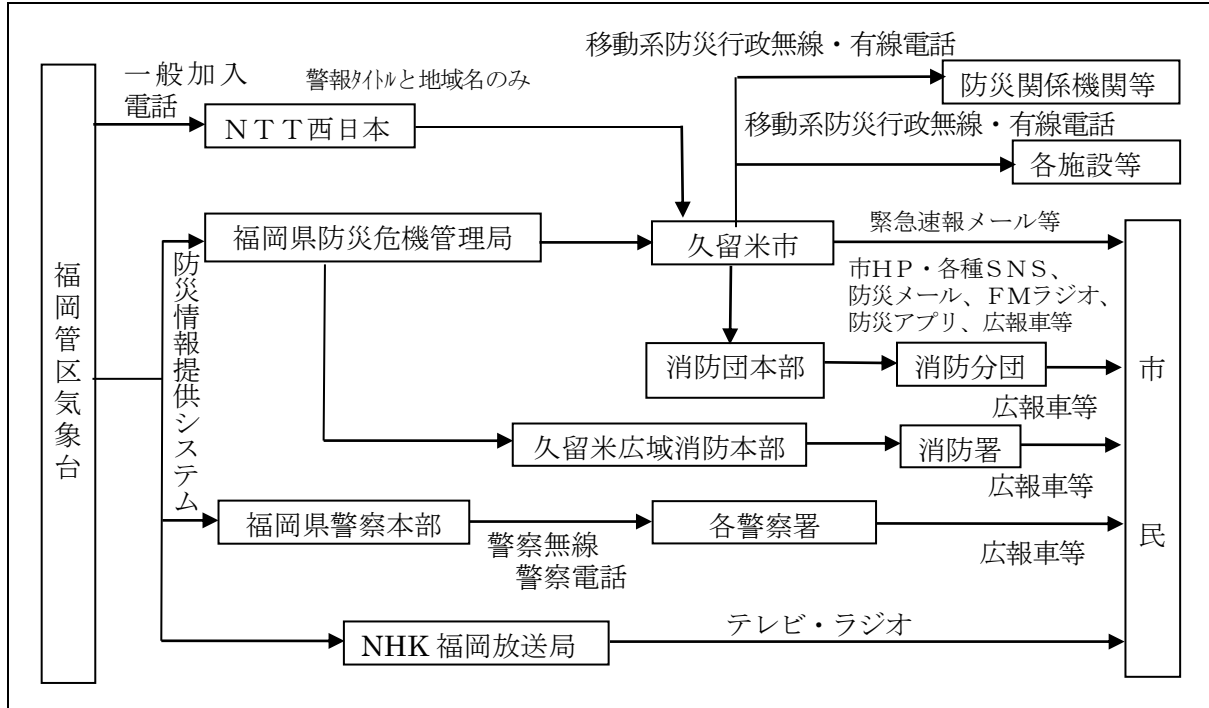 移動系防災行政無線・有線電話
防災関係機関等
一般加入
電話
警報ﾀｲﾄﾙと地域名のみ
NTT西日本
移動系防災行政無線・有線電話
各施設等
福岡管区気象台
防災情報提供システム
福岡県防災危機管理局
久留米市
緊急速報メール等
市HP・各種SNS、
防災メール、FMラジオ、
防災アプリ、広報車等
消防団本部
消防分団
広報車等
市民
久留米広域消防本部
消防署
広報車等
福岡県警察本部
警察無線
警察電話
各警察署
広報車等
NHK福岡放送局
テレビ・ラジオ